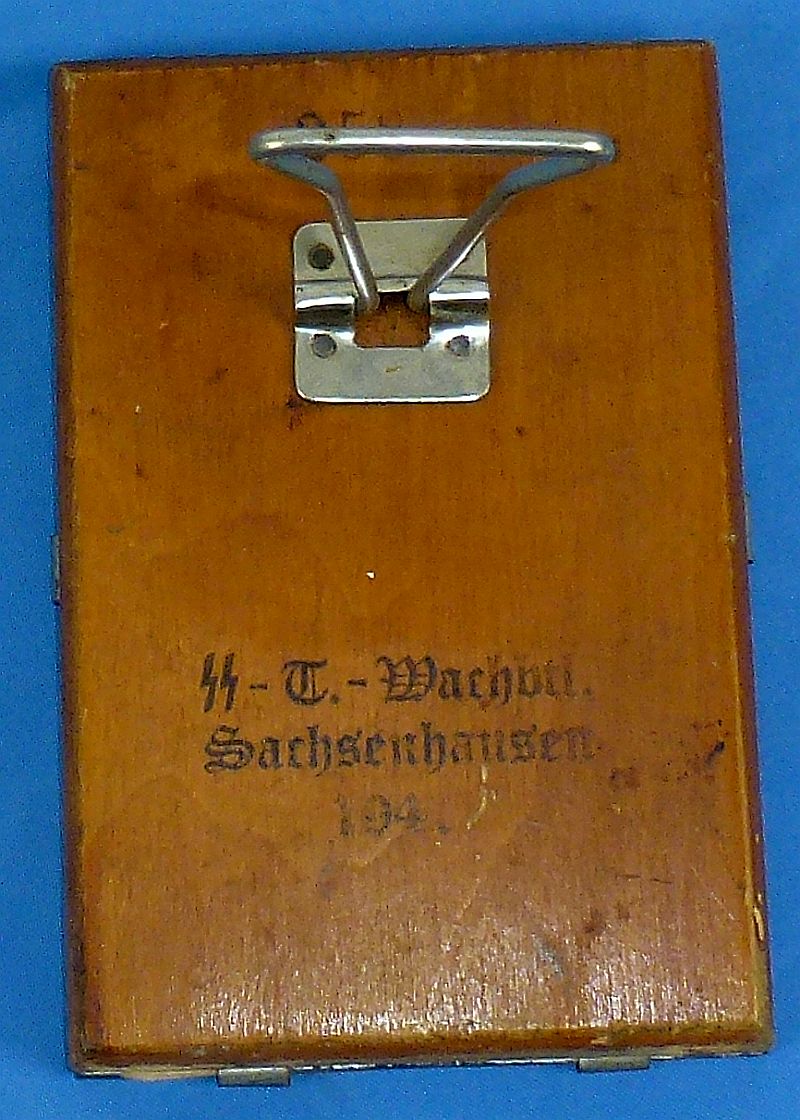 ᛋᛋ-T.-Wachbtl.
Sachsenhausen
194.